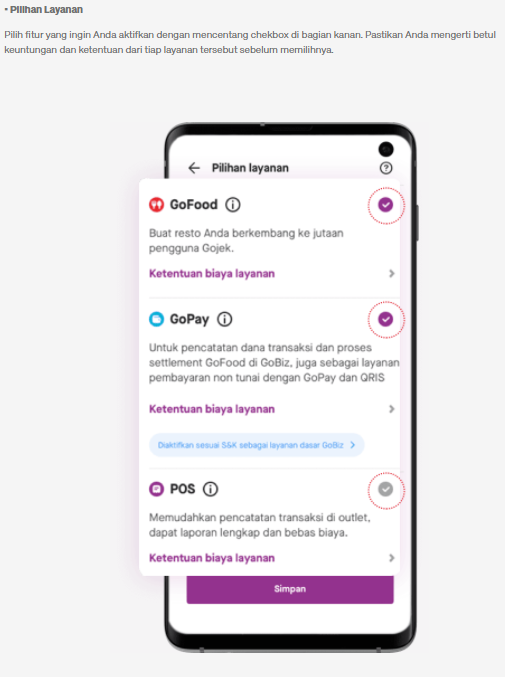 • Pilihan Layanan
Pilih fitur yang ingin Anda aktifkan dengan mencentang chekbox di bagian kanan. Pastikan Anda mengerti betul
keuntungan dan ketentuan dari tiap layanan tersebut sebelum memilihnya.
Pilihan layanan
GoFood
Buat resto Anda berkembang ke jutaan
pengguna Gojek.
Ketentuan biaya layanan
GoPay
Untuk pencatatan dana transaksi dan proses
settlement GoFood di GoBiz, juga sebagai layanan
pembayaran non tunai dengan GoPay dan QRIS
Ketentuan biaya layanan
Diaktifkan sesuai S&K sebagai layanan dasar GoBiz
POS
Memudahkan pencatatan transaksi di outlet,
dapat laporan lengkap dan bebas biaya.
Ketentuan biaya layanan
Simpan